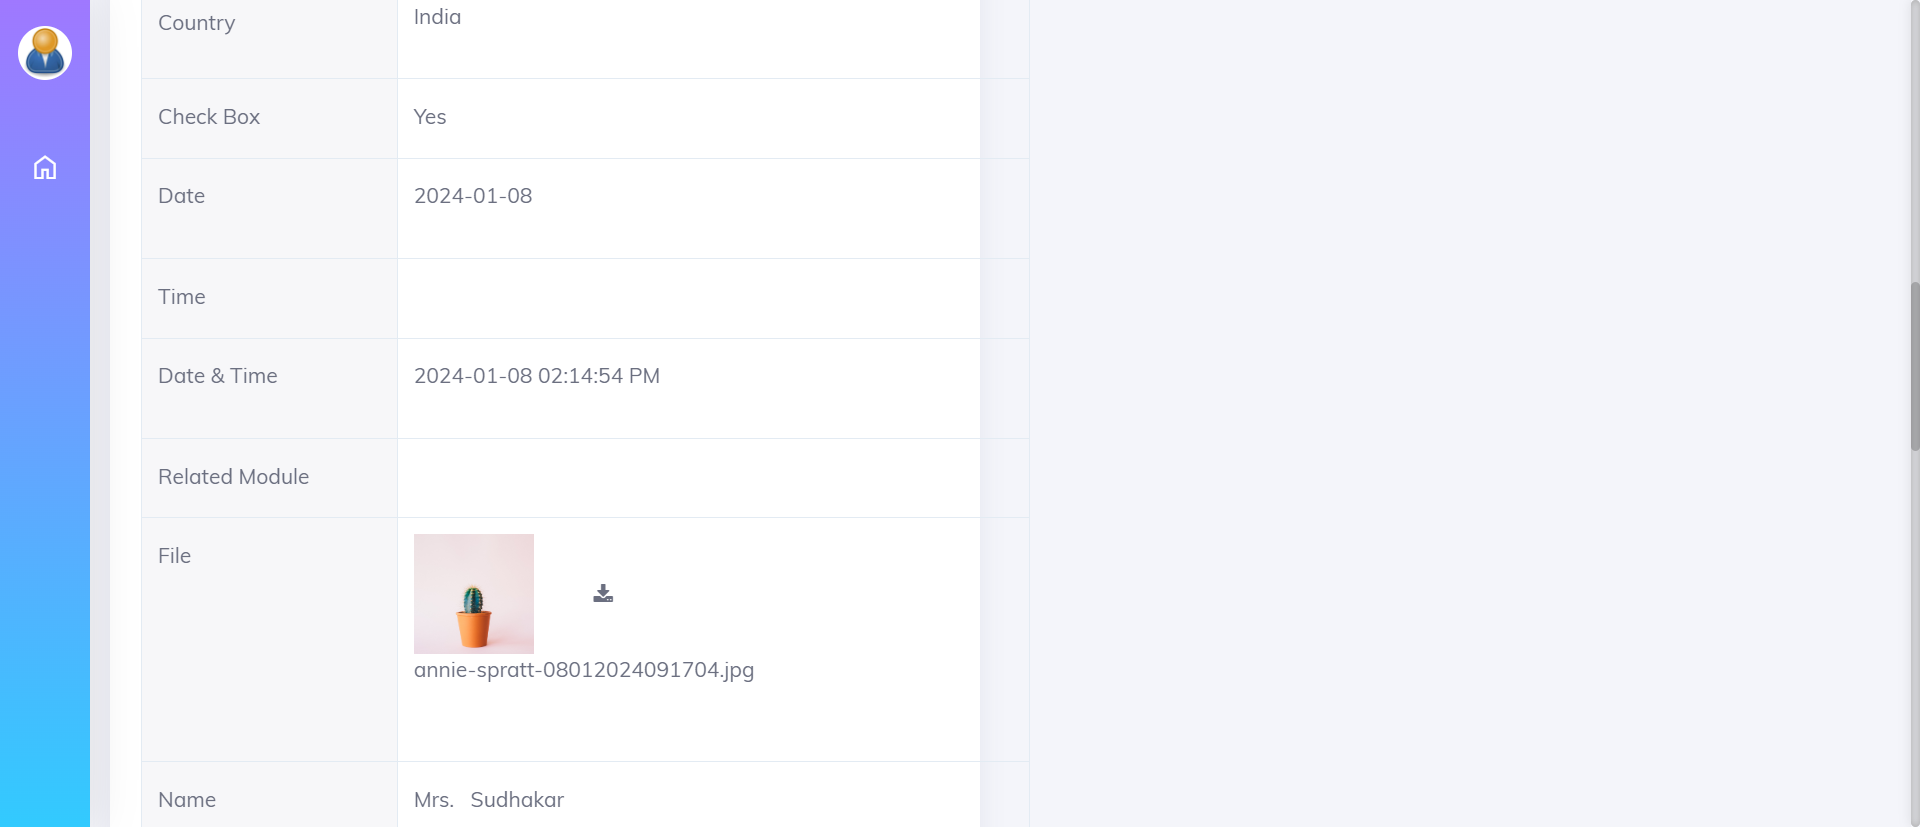 Country India
Check Box Yes
Date 2024-01-08
Time
Date & Time 2024-01-08 02:14:54 PM
Related Module
File
annie-spratt-08012024091704.jpg
Name Mrs. Sudhakar